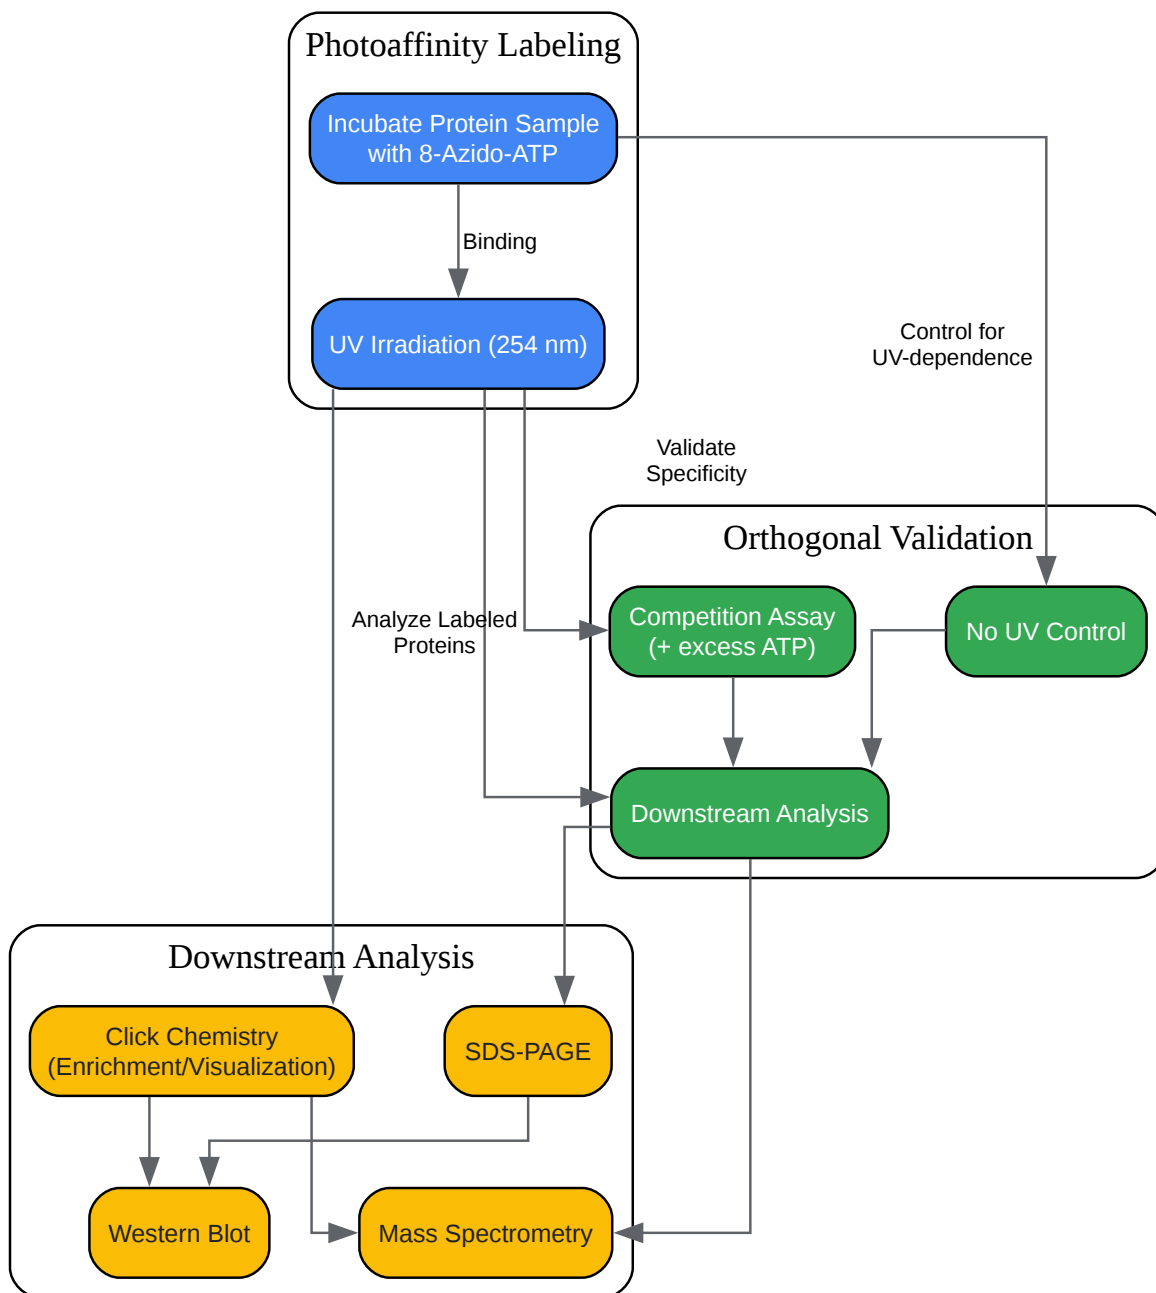 Photoaffinity Labeling
Incubate Protein Sample
with 8-Azido-ATP
Binding
UV Irradiation (254 nm)
Control for
UV-dependence
Validate
Specificity
Orthogonal Validation
Analyze Labeled
Proteins
Competition Assay
(+ excess ATP)
No UV Control
Downstream Analysis
Downstream Analysis
Click Chemistry
(Enrichment/Visualization)
SDS-PAGE
Western Blot
Mass Spectrometry